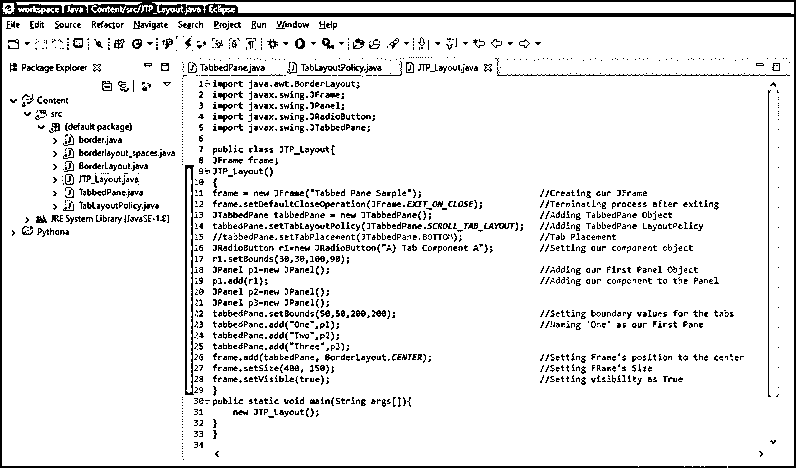 workspace | Java | Content/src/JTP_Layout.java | Eclipse
File Edit Source Refactor Navigate Search Project Run Window Help
Package Explorer
TabbedPane.java TabLayoutPolicy.java JTP_Layout.java
Content
src
(default package)
border.java
borderlayout_spaces.java
BorderLayout.java
JTP_Layout.java
TabbedPane.java
TabLayoutPolicy.java
JRE System Library [JavaSE-1.8]
Pythona
1 import java.awt.BorderLayout;
2 import javax.swing.JFrame;
3 import javax.swing.JPanel;
4 import javax.swing.JRadioButton;
5 import javax.swing.JTabbedPane;
6
7 public class JTP_Layout{
8 JFrame frame;
9 JTP_Layout()
10 {
11 frame = new JFrame("Tabbed Pane Sample"); //Creating our JFrame
12 frame.setDefaultCloseOperation(JFrame.EXIT_ON_CLOSE); //Terminating process after exiting
13 JTabbedPane tabbedPane = new JTabbedPane(); //Adding TabbedPane Object
14 tabbedPane.setTabLayoutPolicy(JTabbedPane.SCROLL_TAB_LAYOUT); //Adding TabbedPane LayoutPolicy
15 //tabbedPane.setTabPlacement(JTabbedPane.BOTTOM); //Tab Placement
16 JRadioButton r1=new JRadioButton("A) Tab Component A"); //Setting our component object
17 r1.setBounds(30,30,100,90);
18 JPanel p1=new JPanel(); //Adding our First Panel Object
19 p1.add(r1); //Adding our component to the Panel
20 JPanel p2=new JPanel();
21 JPanel p3=new JPanel();
22 tabbedPane.setBounds(50,50,200,200); //Setting boundary values for the tabs
23 tabbedPane.add("One",p1); //Naming 'One' as our First Pane
24 tabbedPane.add("Two",p2);
25 tabbedPane.add("Three",p3);
26 frame.add(tabbedPane, BorderLayout.CENTER); //Setting Frame's position to the center
27 frame.setSize(400, 150); //Setting FRame's Size
28 frame.setVisible(true); //Setting visibility as True
29 }
30 public static void main(String args[]){
31 new JTP_Layout();
32 }
33 }
34